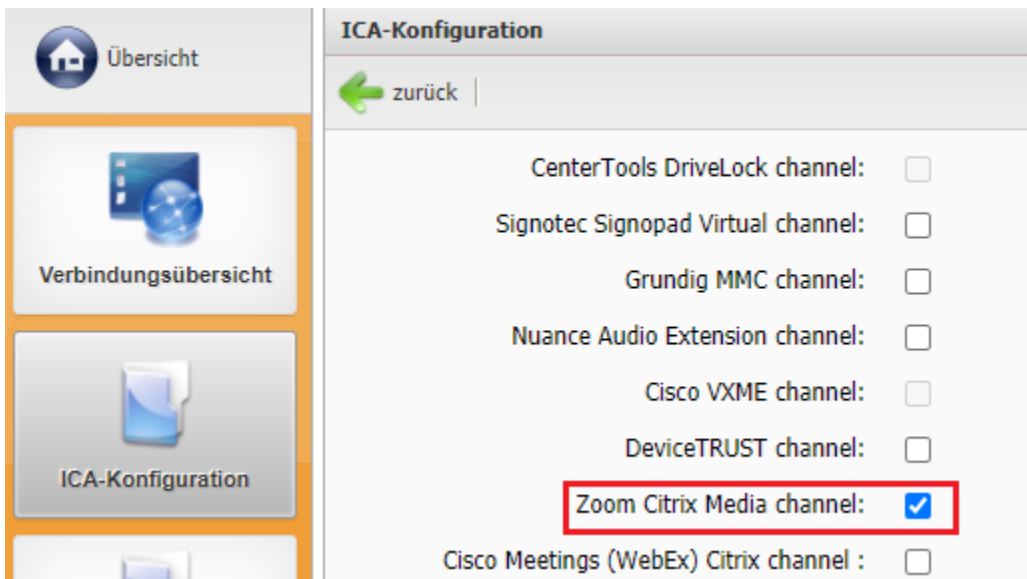 Übersicht
Verbindungsübersicht
ICA-Konfiguration
ICA-Konfiguration
zurück
CenterTools DriveLock channel:
Signotec Signopad Virtual channel:
Grundig MMC channel:
Nuance Audio Extension channel:
Cisco VXME channel:
DeviceTRUST channel:
Zoom Citrix Media channel:
Cisco Meetings (WebEx) Citrix channel :